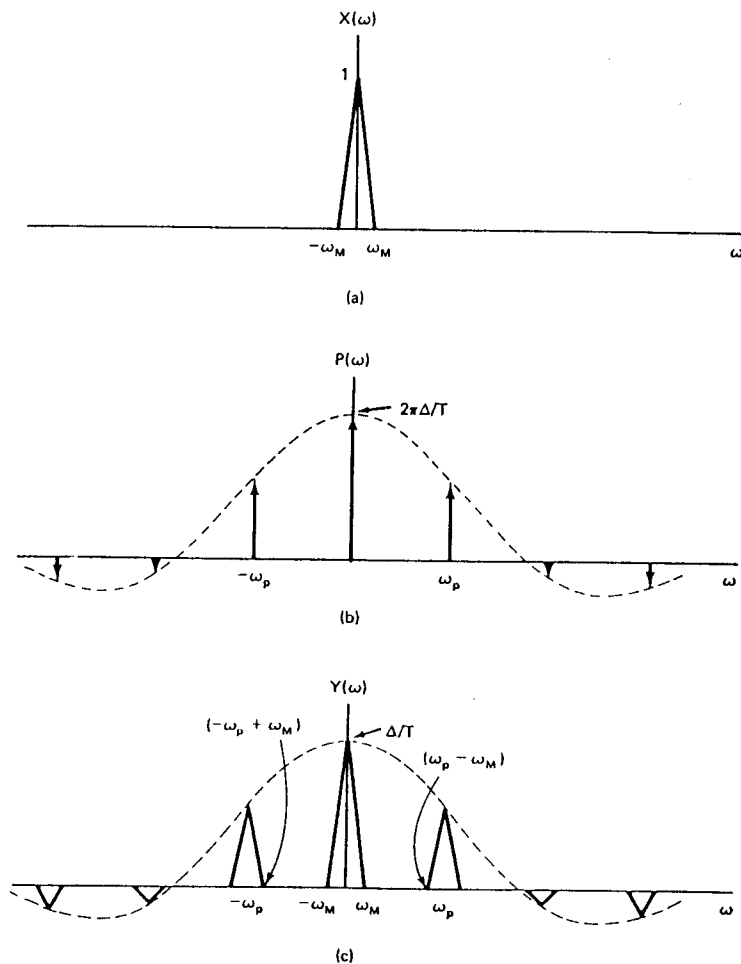 X(ω)
1
-ω_M ω_M ω
(a)
P(ω)
2πΔ/T
-ω_p ω_p ω
(b)
Y(ω)
(-ω_p + ω_M) Δ/T (ω_p - ω_M)
-ω_p -ω_M ω_M ω_p ω
(c)